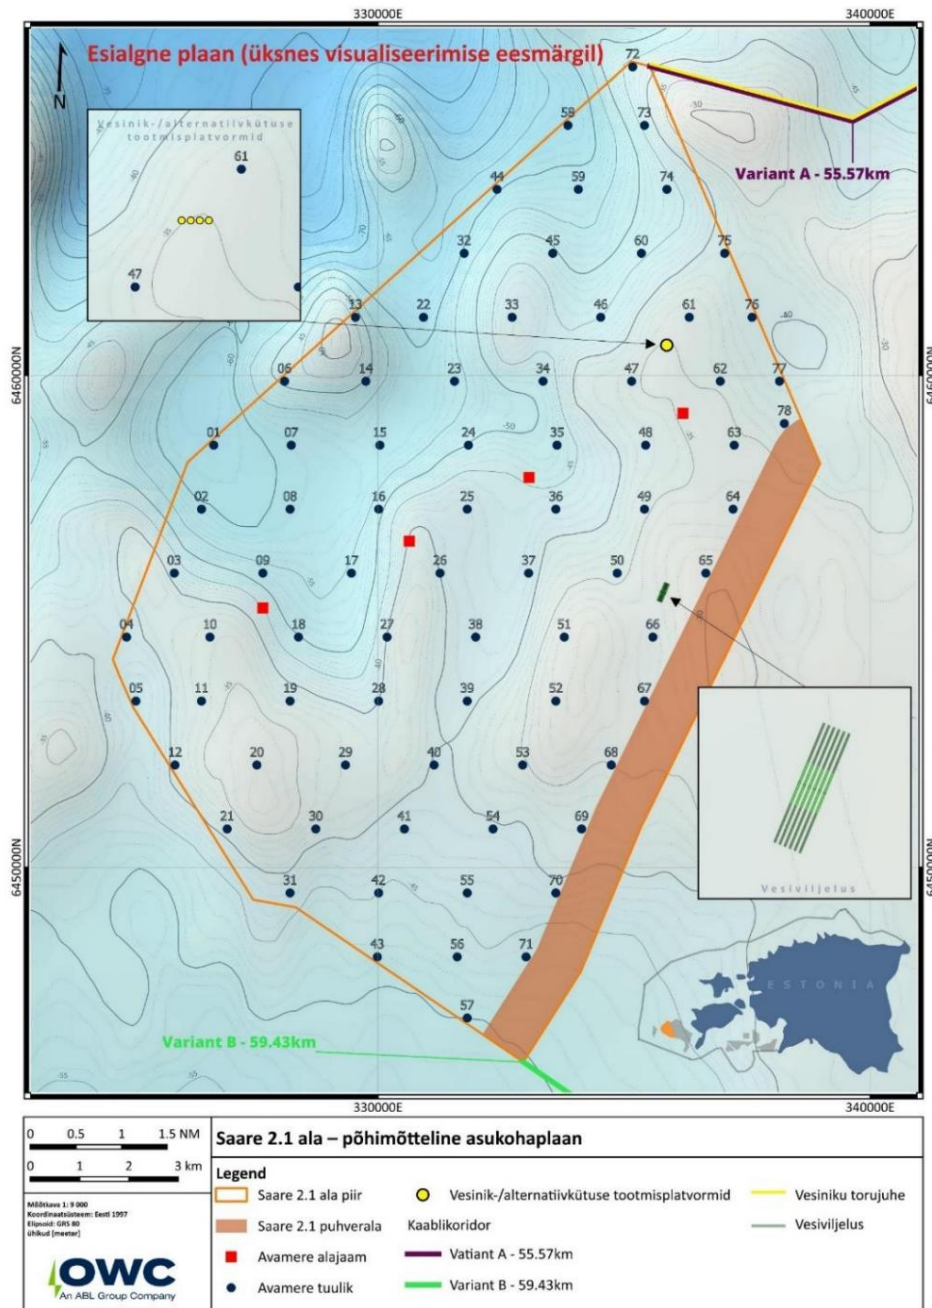 330000E 340000E
Esialgne plaan (üksnes visualiseerimise eesmärgil)
N
72
58 73
Vesinik-/alternatiivkütuse
tootmisplatvormid
61
47
Variant A - 55.57km
44 59 74
32 45 60 75
13 22 33 46 61 76
6460000N 6460000N
06 14 23 34 47 62 77
78
01 07 15 24 35 48 63
02 08 16 25 36 49 64
03 09 17 26 37 50 65
04 10 18 27 38 51 66
05 11 19 28 39 52 67
12 20 29 40 53 68
21 30 41 54 69
6450000N 6450000N
Vesiviljelus
31 42 55 70
43 56 71
57
ESTONIA
Variant B - 59.43km
330000E 340000E
0 0.5 1 1.5 NM
0 1 2 3 km
Mõõtkava 1: 9 000
Koordinaatsüsteem: Eesti 1997
Elipsoid: GRS 80
ühikud [meeter]
OWC
An ABL Group Company
Saare 2.1 ala – põhimõtteline asukohaplaan
Legend
Saare 2.1 ala piir
Saare 2.1 puhverala
Avamere alajaam
Avamere tuulik
Vesinik-/alternatiivkütuse tootmisplatvormid
Kaablikoridor
Vatiant A - 55.57km
Variant B - 59.43km
Vesiniku torujuhe
Vesiviljelus